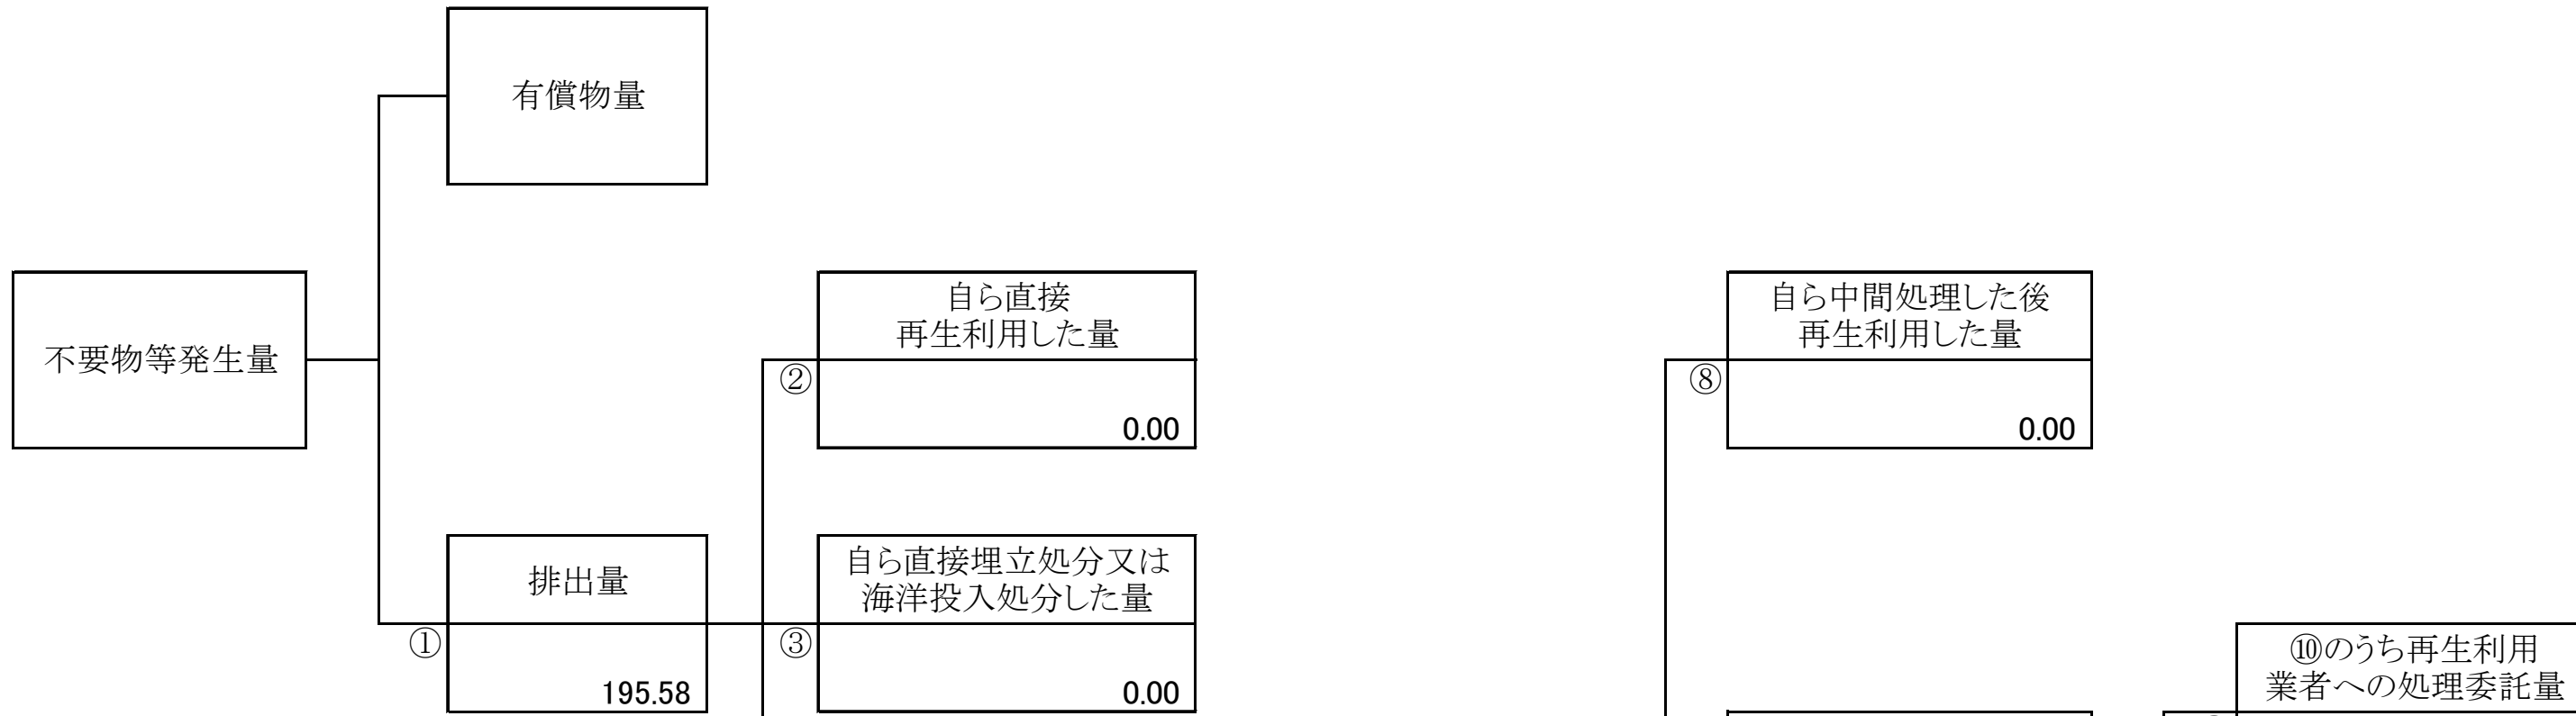 有償物量
不要物等発生量
自ら直接
再生利用した量
②
0.00
自ら中間処理した後
再生利用した量
⑧
0.00
排出量
①
195.58
自ら直接埋立処分又は
海洋投入処分した量
③
0.00
⑩のうち再生利用
業者への処理委託量